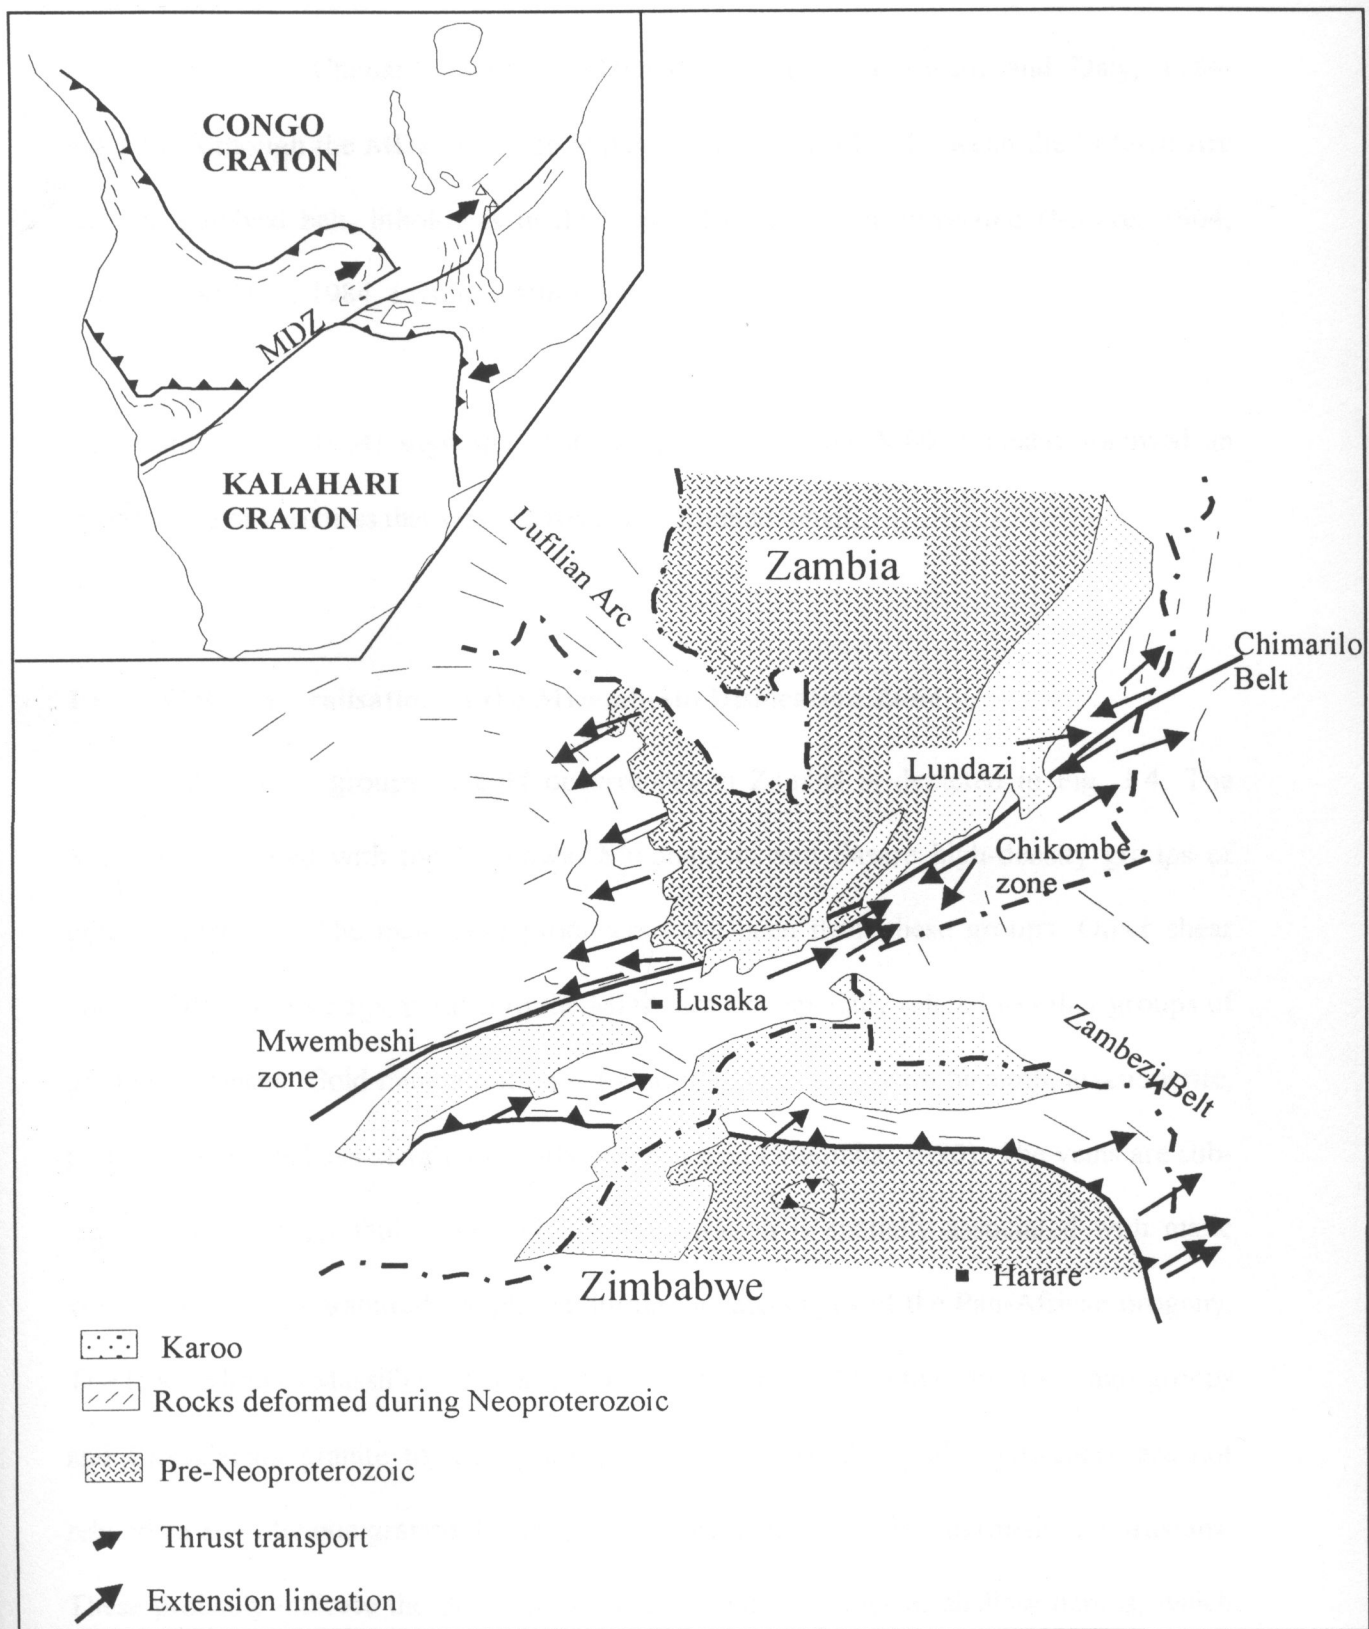 CONGO
CRATON
MDZ
KALAHARI
CRATON
Lufilian Arc
Zambia
Chimarilo
Belt
Lundazi
Chikombe
zone
Lusaka
Mwembeshi
zone
Zambezi Belt
Zimbabwe
Harare
Karoo
Rocks deformed during Neoproterozoic
Pre-Neoproterozoic
Thrust transport
Extension lineation